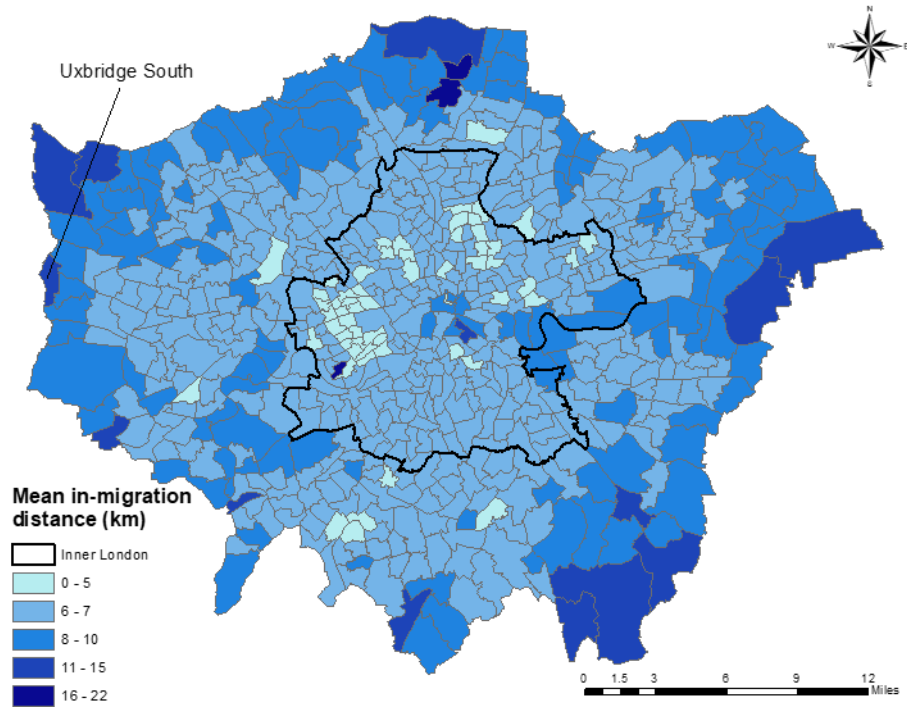 N
W
E
S
Uxbridge South
Mean in-migration
distance (km)
Inner London
0 - 5
6 - 7
8 - 10
11 - 15
16 - 22
0 1.5 3 6 9 12
Miles